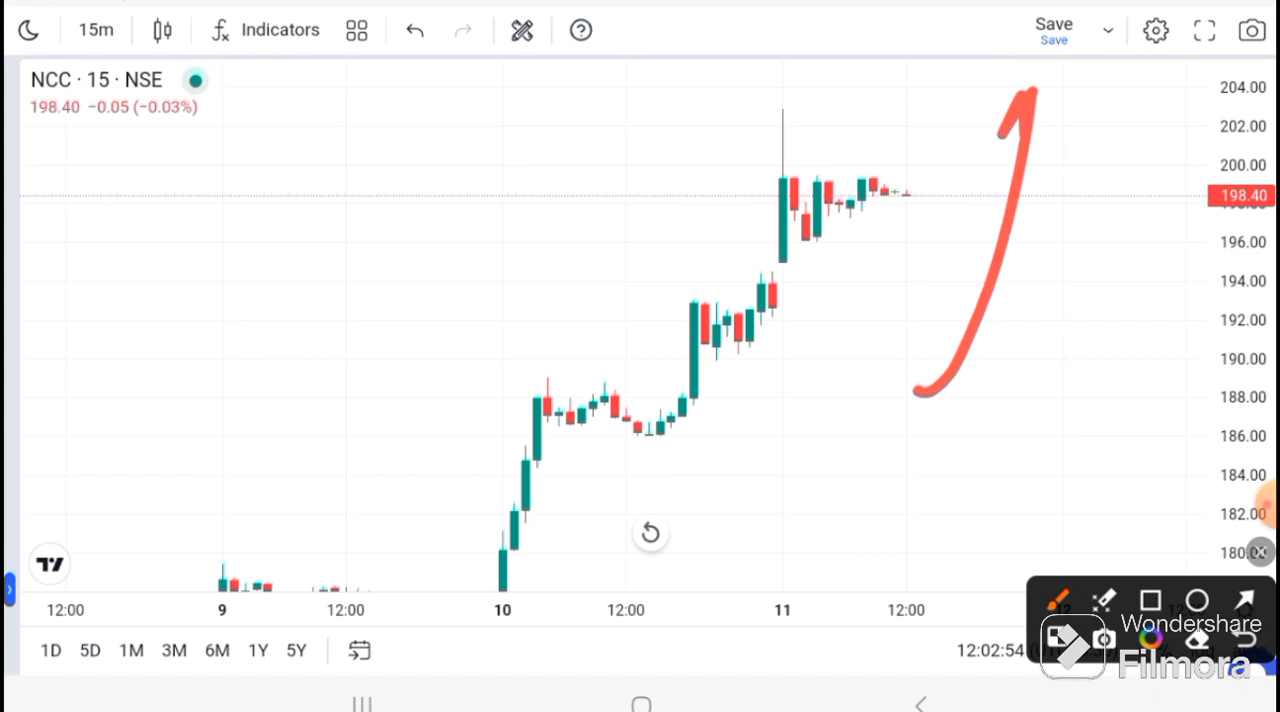 15m Indicators Save
Save
NCC · 15 · NSE
198.40 −0.05 (−0.03%)
204.00
202.00
200.00
198.40
196.00
194.00
192.00
190.00
188.00
186.00
184.00
182.00
180.00
12:00 9 12:00 10 12:00 11 12:00
1D 5D 1M 3M 6M 1Y 5Y 12:02:54
Wondershare
Filmora